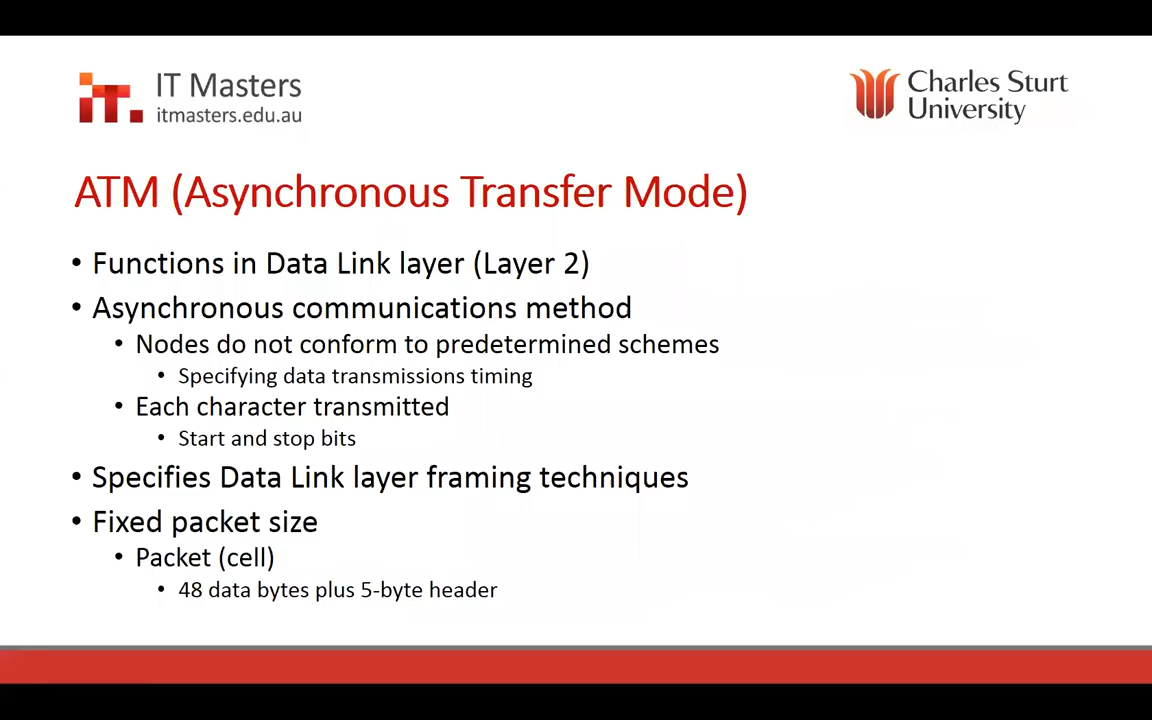 IT Masters
itmasters.edu.au
Charles Sturt
University
ATM (Asynchronous Transfer Mode)
• Functions in Data Link layer (Layer 2)
• Asynchronous communications method
• Nodes do not conform to predetermined schemes
• Specifying data transmissions timing
• Each character transmitted
• Start and stop bits
• Specifies Data Link layer framing techniques
• Fixed packet size
• Packet (cell)
• 48 data bytes plus 5-byte header